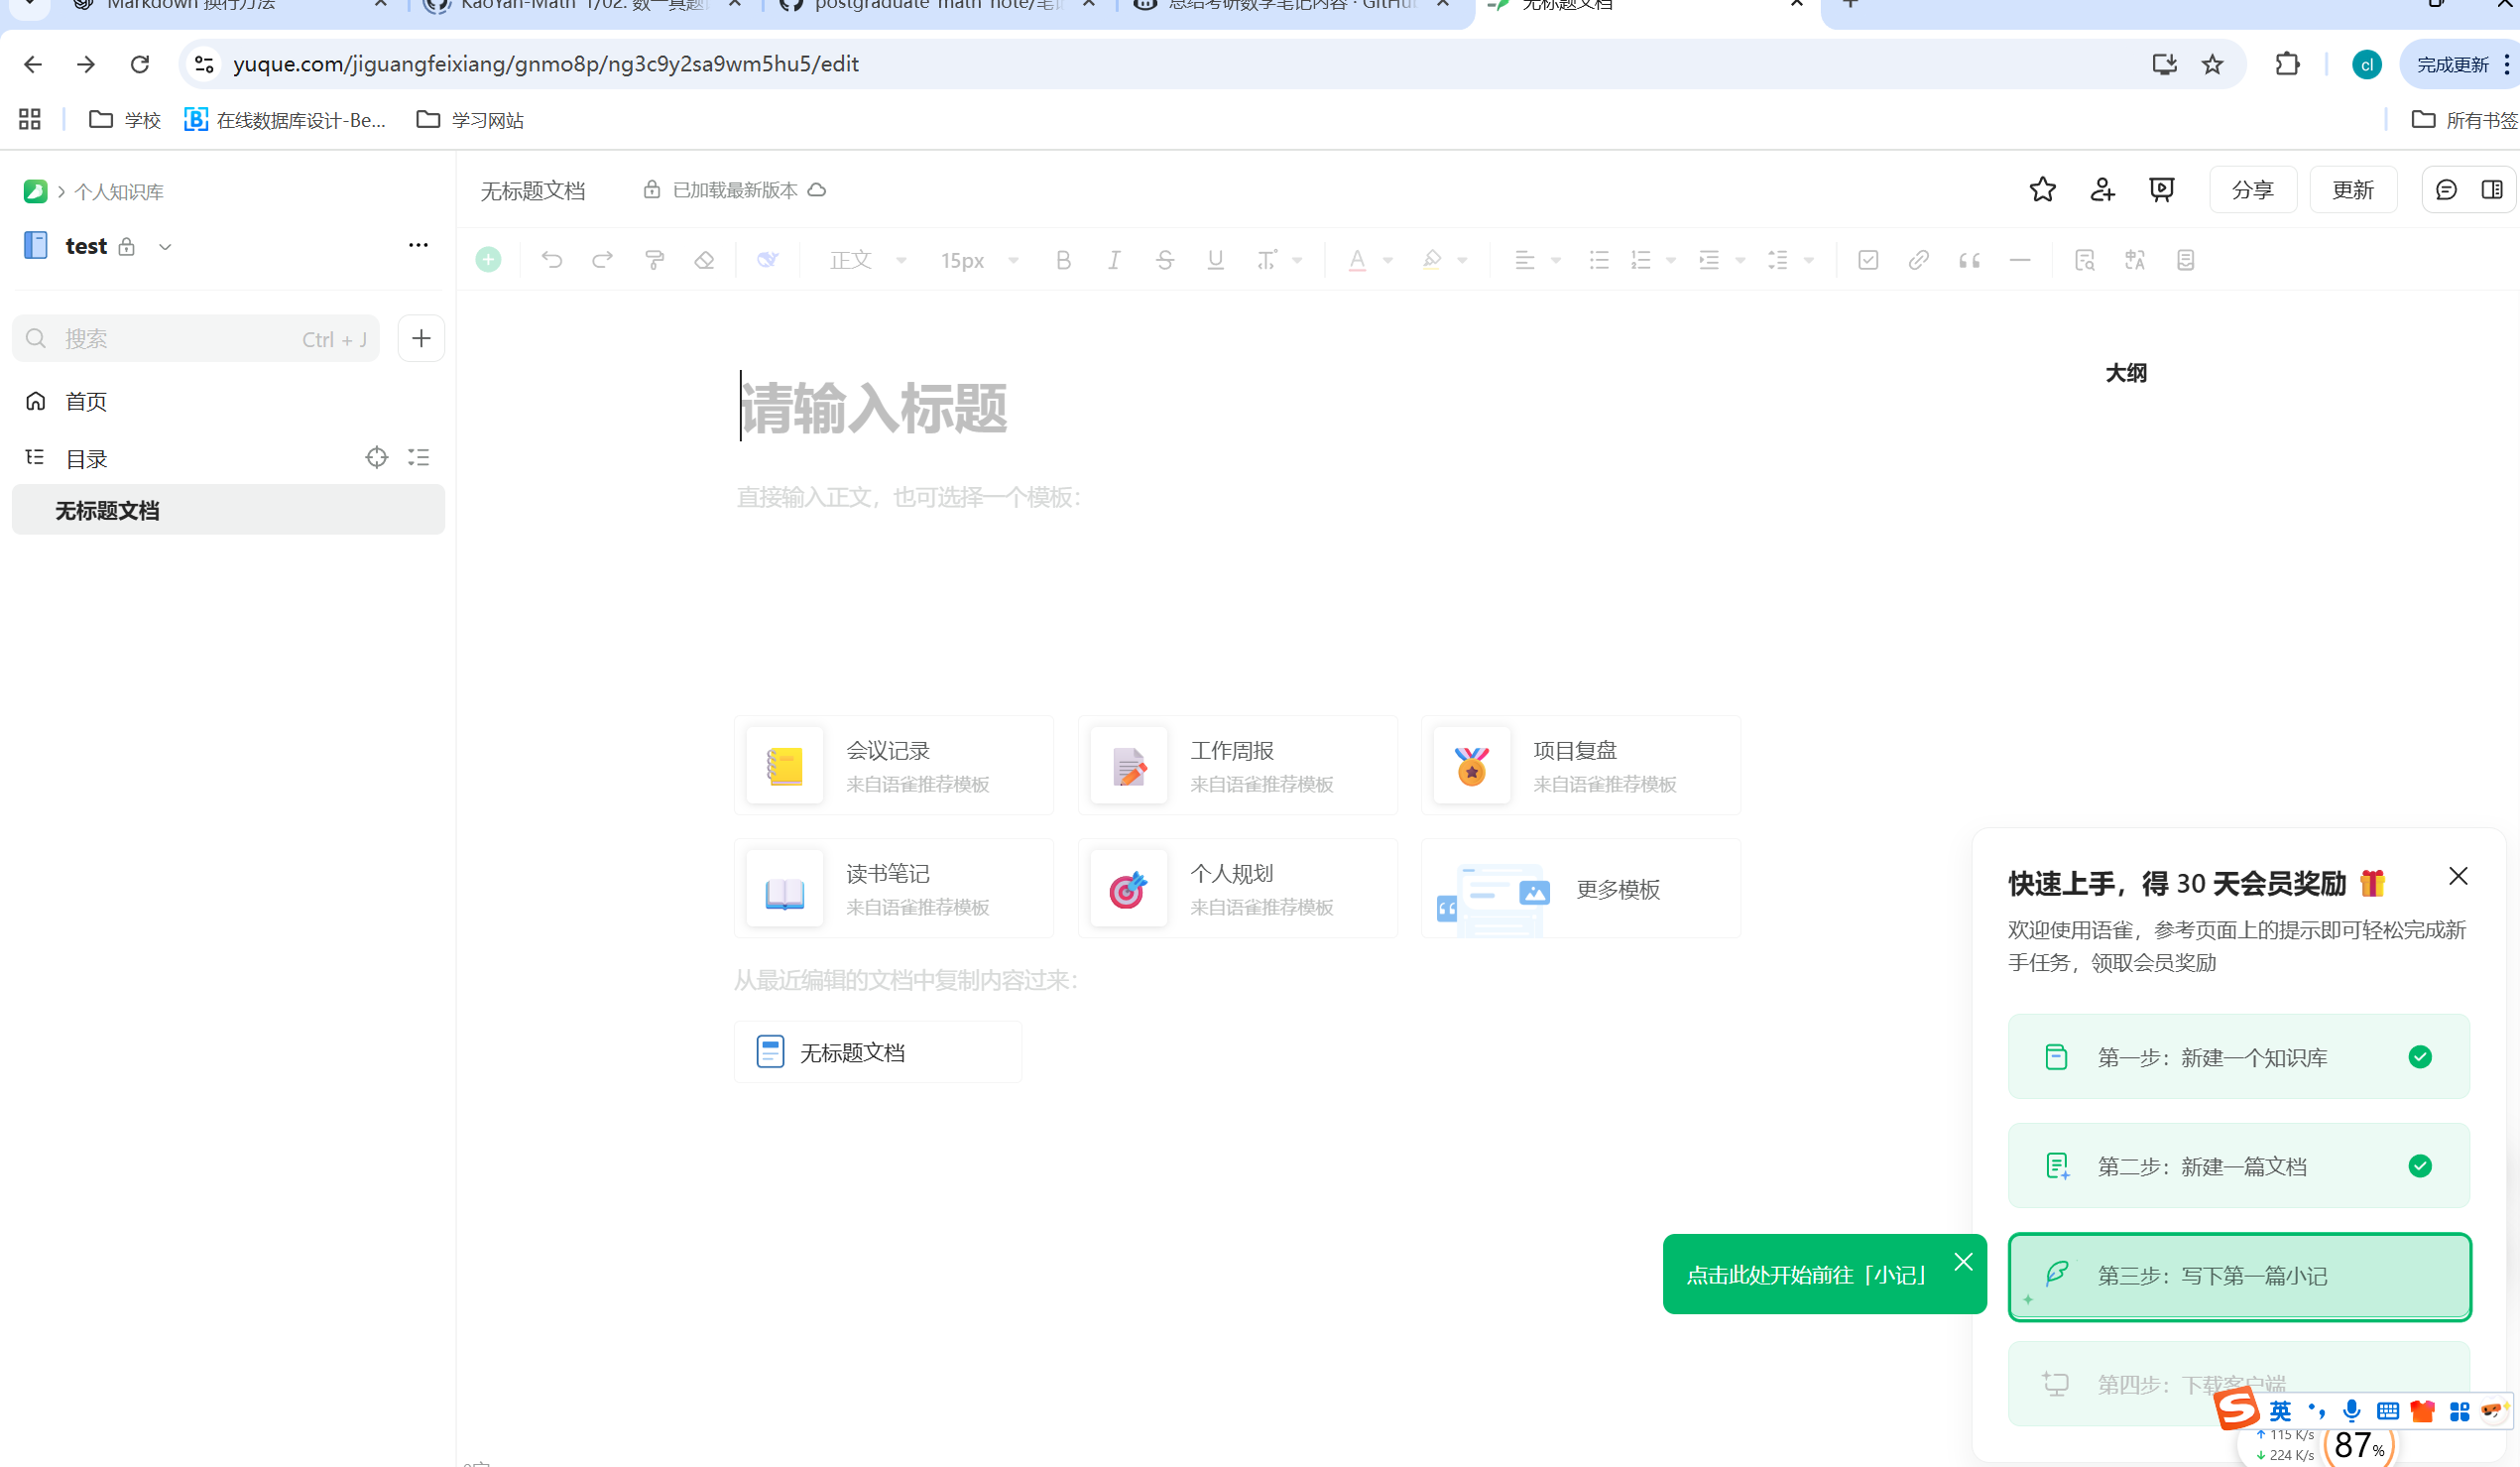 Markdown 换行方法
KaoYan-Math-1/02. 数一真题
postgraduate-math-note/笔记
总结考研数学笔记内容 · GitHub
无标题文档
yuque.com/jiguangfeixiang/gnmo8p/ng3c9y2sa9wm5hu5/edit
cl
完成更新
学校
在线数据库设计-Be...
学习网站
所有书签
个人知识库
无标题文档
已加载最新版本
分享
更新
test
正文
15px
搜索
Ctrl + J
首页
目录
无标题文档
请输入标题
大纲
直接输入正文，也可选择一个模板：
会议记录
来自语雀推荐模板
工作周报
来自语雀推荐模板
项目复盘
来自语雀推荐模板
读书笔记
来自语雀推荐模板
个人规划
来自语雀推荐模板
更多模板
从最近编辑的文档中复制内容过来：
无标题文档
快速上手，得 30 天会员奖励
欢迎使用语雀，参考页面上的提示即可轻松完成新
手任务，领取会员奖励
第一步：新建一个知识库
第二步：新建一篇文档
点击此处开始前往「小记」
第三步：写下第一篇小记
第四步：下载客户端
英
115 K/s
224 K/s
87%